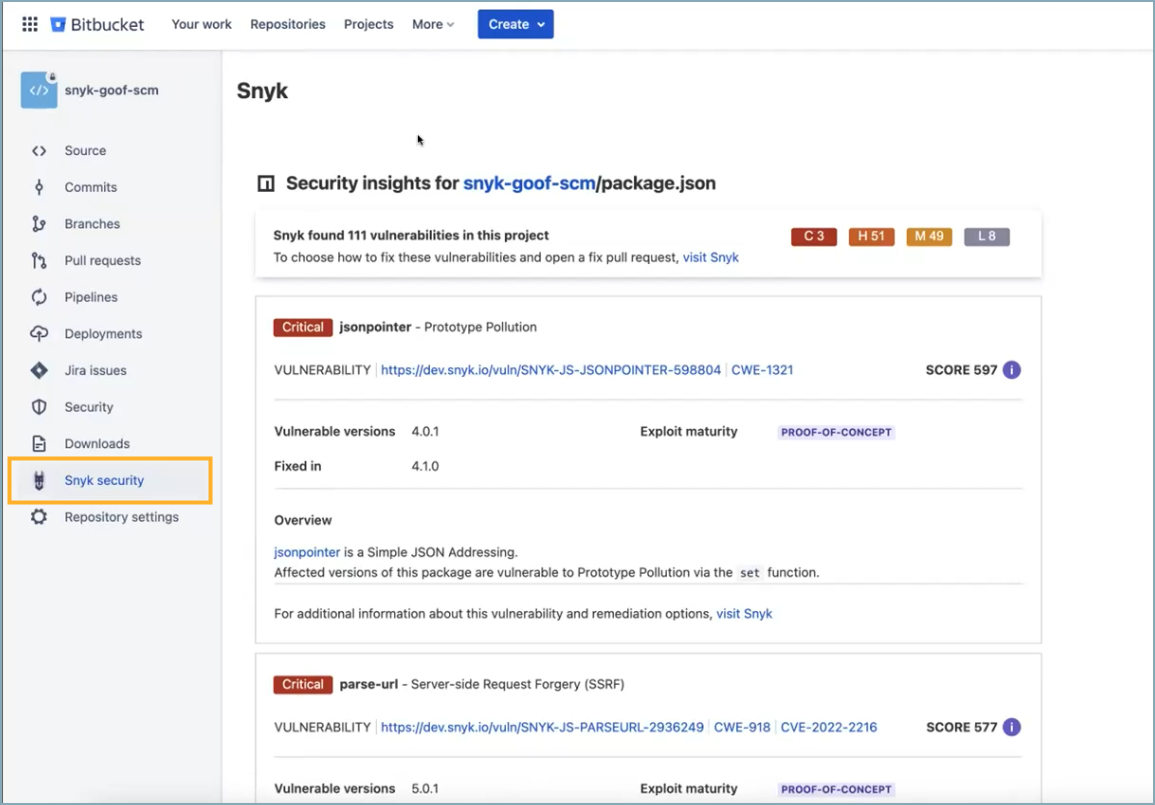 Bitbucket Your work Repositories Projects More Create
</> snyk-goof-scm
Source
Commits
Branches
Pull requests
Pipelines
Deployments
Jira issues
Security
Downloads
Snyk security
Repository settings
Snyk
Security insights for snyk-goof-scm/package.json
Snyk found 111 vulnerabilities in this project C 3 H 51 M 49 L 8
To choose how to fix these vulnerabilities and open a fix pull request, visit Snyk
Critical jsonpointer - Prototype Pollution
VULNERABILITY https://dev.snyk.io/vuln/SNYK-JS-JSONPOINTER-598804 CWE-1321 SCORE 597 i
Vulnerable versions 4.0.1 Exploit maturity PROOF-OF-CONCEPT
Fixed in 4.1.0
Overview
jsonpointer is a Simple JSON Addressing.
Affected versions of this package are vulnerable to Prototype Pollution via the set function.
For additional information about this vulnerability and remediation options, visit Snyk
Critical parse-url - Server-side Request Forgery (SSRF)
VULNERABILITY https://dev.snyk.io/vuln/SNYK-JS-PARSEURL-2936249 CWE-918 CVE-2022-2216 SCORE 577 i
Vulnerable versions 5.0.1 Exploit maturity PROOF-OF-CONCEPT